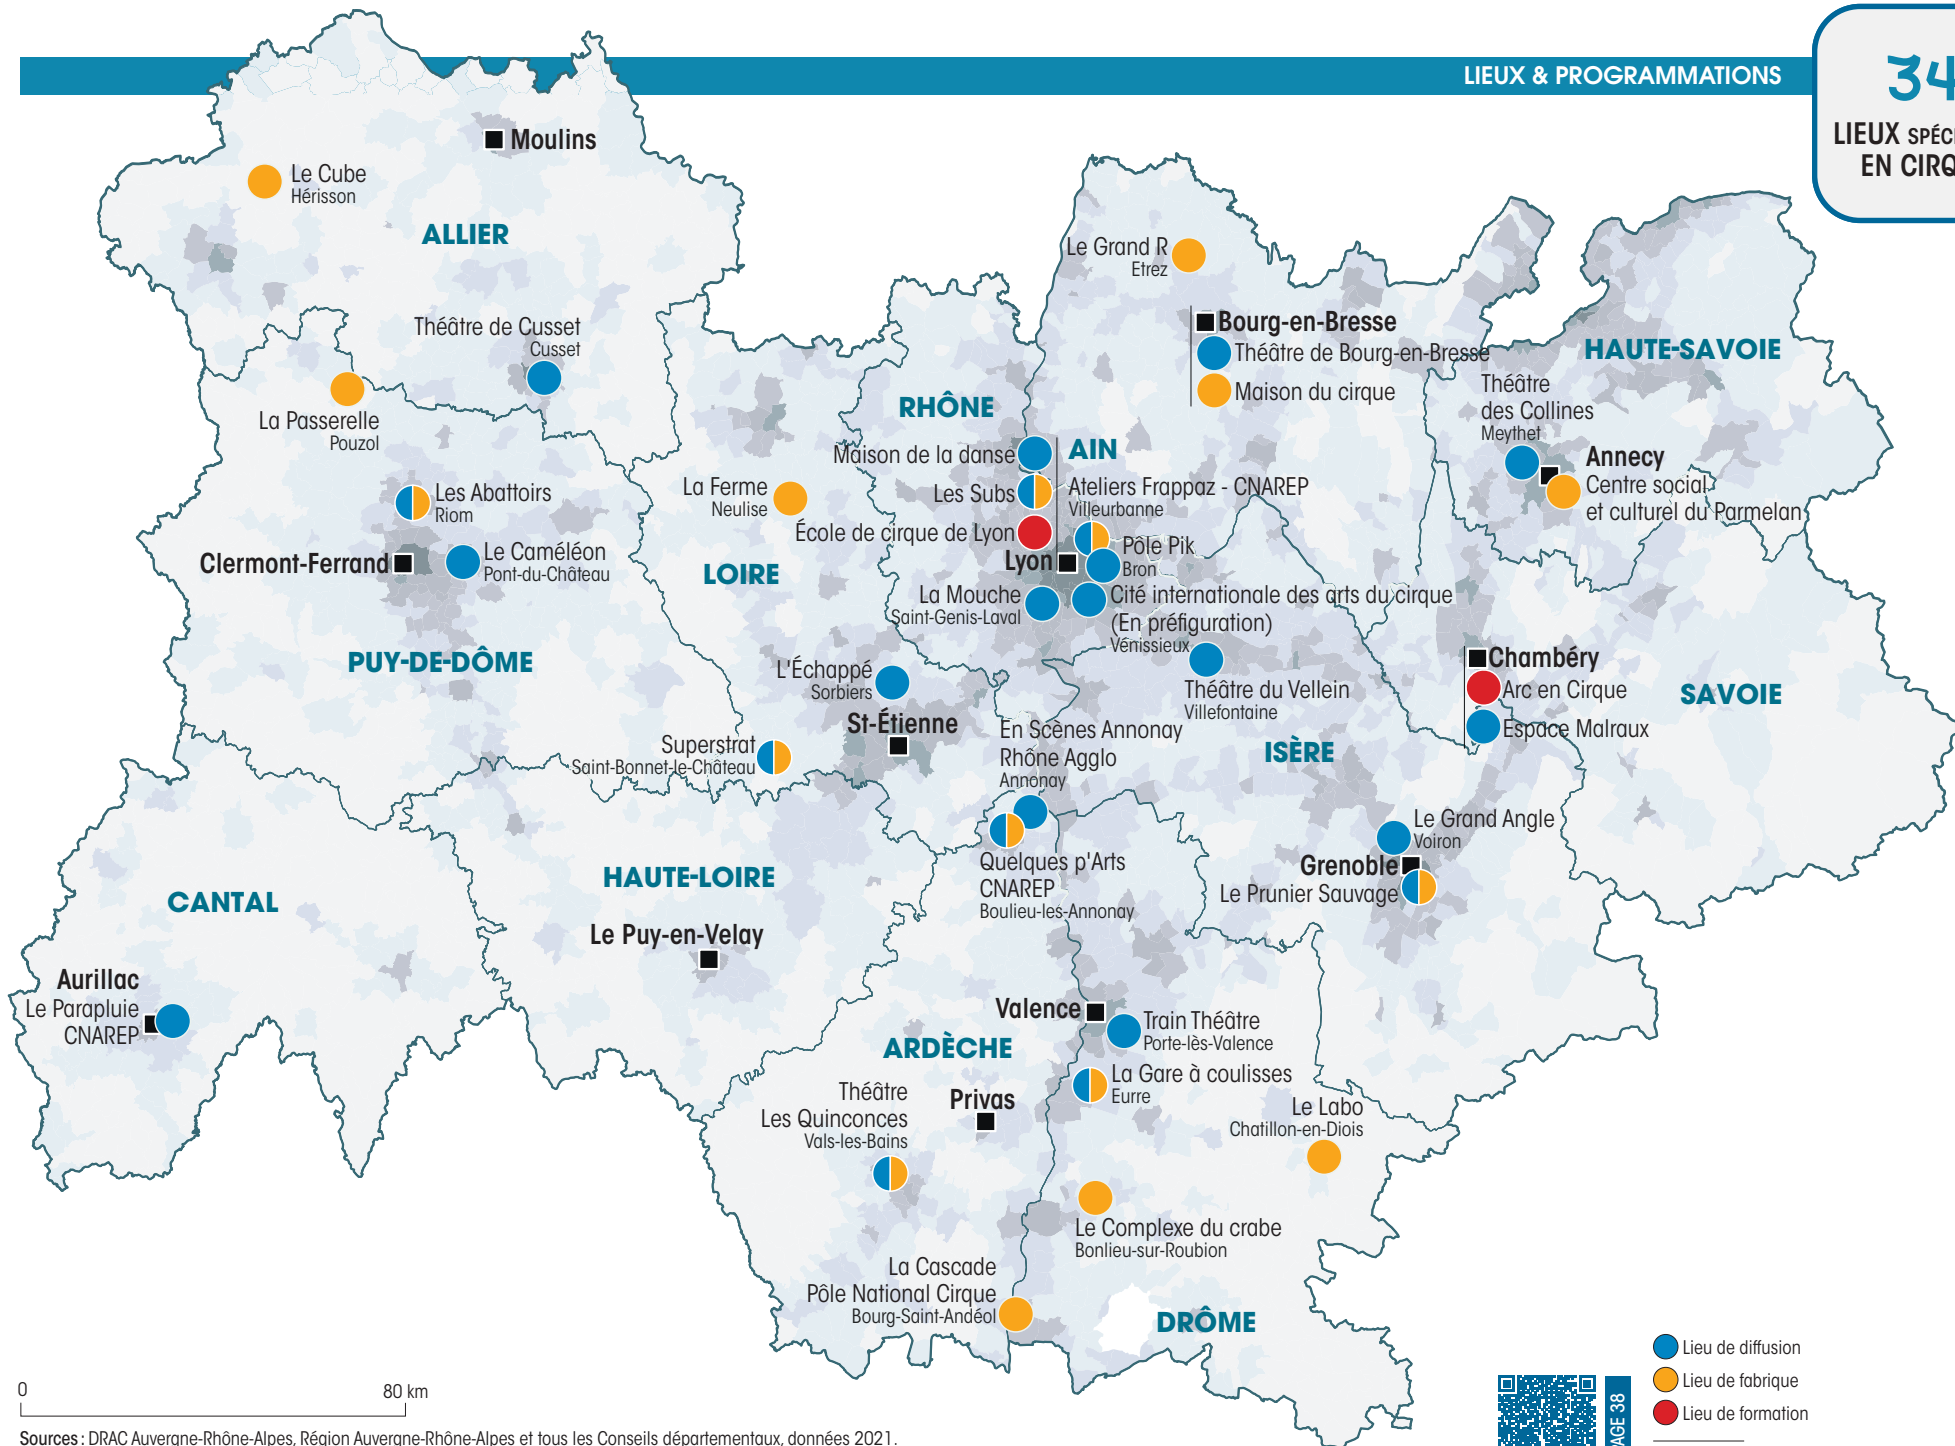 LIEUX & PROGRAMMATIONS
34
LIEUX
EN
Moulins
Le Cube
Hérisson
ALLIER
Théâtre de Cusset
Cusset
La Passerelle
Pouzol
Les Abattoirs
Riom
Clermont-Ferrand
Le Caméléon
Pont-du-Château
PUY-DE-DÔME
Le Grand R
Etrez
Bourg-en-Bresse
Théâtre de Bourg-en-Bresse
Maison du cirque
HAUTE-SAVOIE
Théâtre
des Collines
Meythet
Annecy
Centre social
et culturel du Parmelan
RHÔNE
AIN
Maison de la danse
Les Subs
École de cirque de Lyon
Lyon
Ateliers Frappaz - CNAREP
Villeurbanne
Pôle Pik
Bron
La Mouche
Saint-Genis-Laval
Cité internationale des arts du cirque
(En préfiguration)
Vénissieux
Théâtre du Vellein
Villefontaine
La Ferme
Neulise
LOIRE
L'Échappé
Sorbiers
St-Étienne
Superstrat
Saint-Bonnet-le-Château
Chambéry
Arc en Cirque
Espace Malraux
SAVOIE
ISÈRE
En Scènes Annonay
Rhône Agglo
Annonay
Quelques p'Arts
CNAREP
Boulieu-les-Annonay
Le Grand Angle
Voiron
Grenoble
Le Prunier Sauvage
CANTAL
Aurillac
Le Parapluie
CNAREP
HAUTE-LOIRE
Le Puy-en-Velay
Valence
Train Théâtre
Porte-lès-Valence
ARDÈCHE
La Gare à coulisses
Eurre
Théâtre
Les Quinconces
Vals-les-Bains
Privas
Le Labo
Chatillon-en-Diois
Le Complexe du crabe
Bonlieu-sur-Roubion
La Cascade
Pôle National Cirque
Bourg-Saint-Andéol
DRÔME
0
80 km
Lieu de diffusion
Lieu de fabrique
Lieu de formation
38
Sources : DRAC Auvergne-Rhône-Alpes, Région Auvergne-Rhône-Alpes et tous les Conseils départementaux, données 2021.